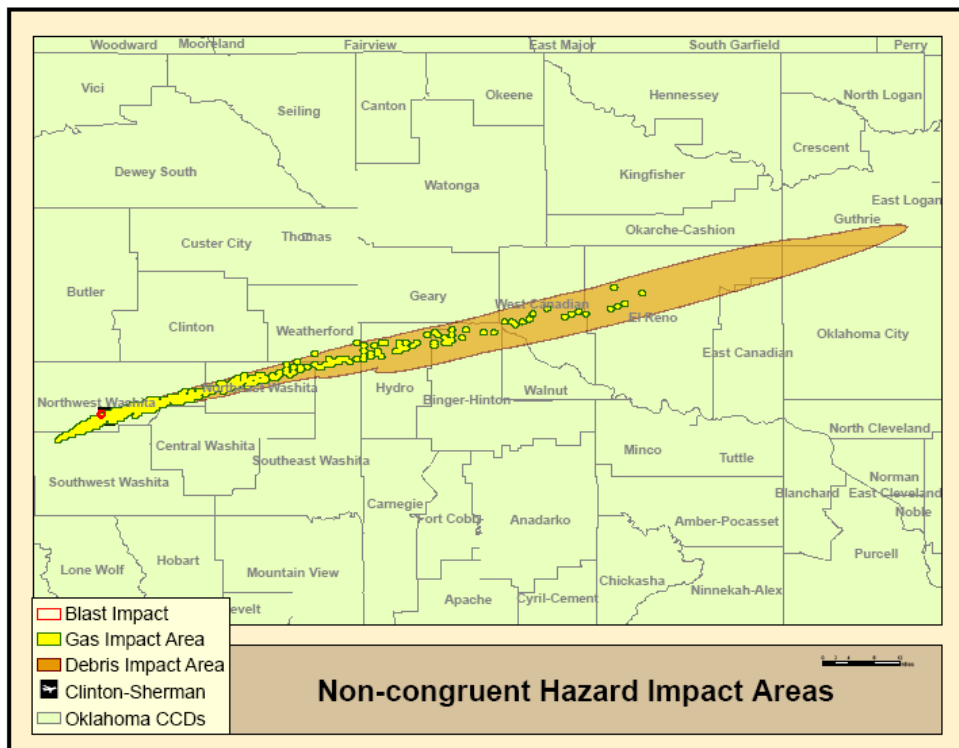 Woodward Mooreland Fairview East Major South Garfield Perry
Vici Seiling Canton Okeene Hennessey North Logan
Crescent
Dewey South Watonga Kingfisher
East Logan
Guthrie
Custer City Thomas Okarche-Cashion
Butler Geary West Canadian
Clinton Weatherford El Reno Oklahoma City
East Canadian
Northwest Washita Northeast Washita Hydro Walnut
Binger-Hinton
North Cleveland
Central Washita Southeast Washita Minco Tuttle
Southwest Washita Norman
Carnegie Blanchard East Cleveland
Fort Cobb Anadarko Amber-Pocasset Noble
Purcell
Lone Wolf Hobart Mountain View Chickasha
Ninnekah-Alex
Apache Cyril-Cement
evelt
Blast Impact
Gas Impact Area
Debris Impact Area
Clinton-Sherman
Oklahoma CCDs
Non-congruent Hazard Impact Areas